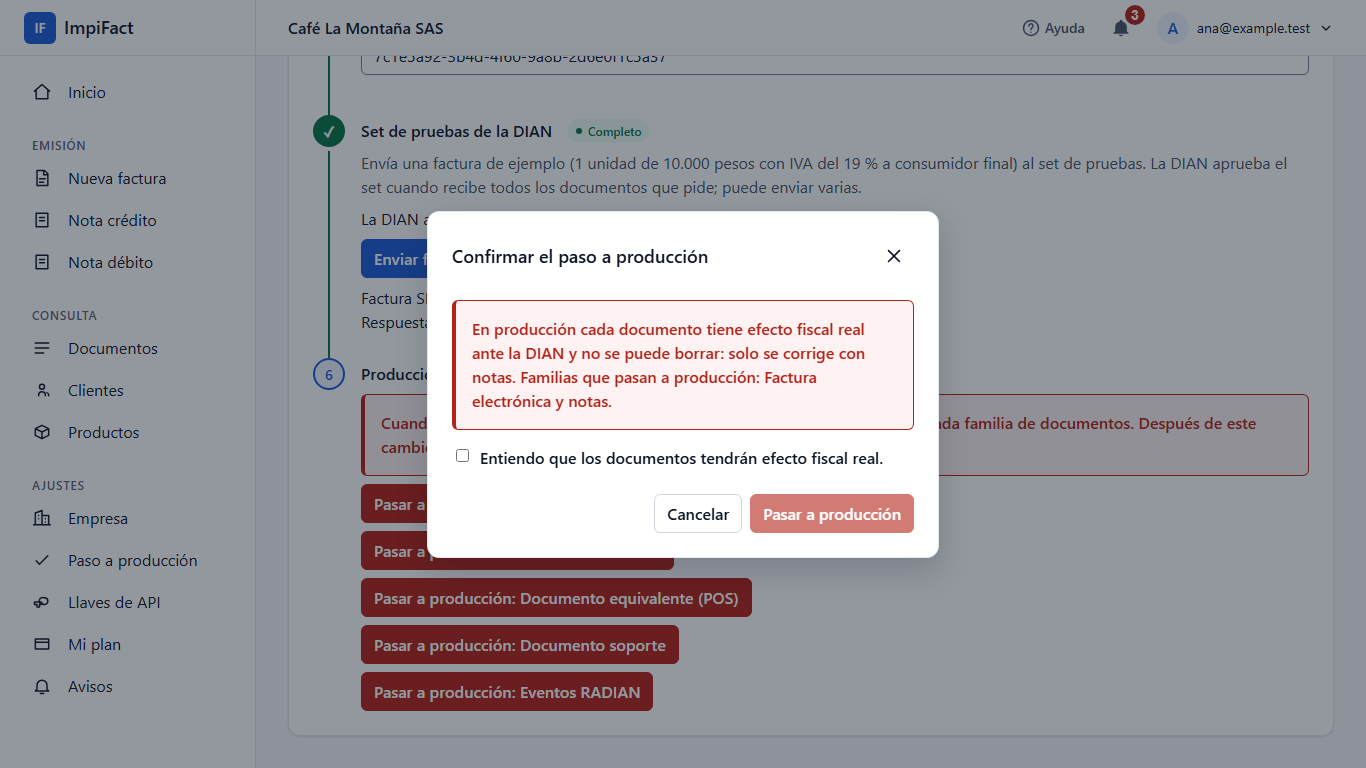 IF ImpiFact
Café La Montaña SAS
Ayuda
3
A
ana@example.test
Inicio
EMISIÓN
Nueva factura
Nota crédito
Nota débito
CONSULTA
Documentos
Clientes
Productos
AJUSTES
Empresa
Paso a producción
Llaves de API
Mi plan
Avisos
Set de pruebas de la DIAN
Completo
Envía una factura de ejemplo (1 unidad de 10.000 pesos con IVA del 19 % a consumidor final) al set de pruebas. La DIAN aprueba el
set cuando recibe todos los documentos que pide; puede enviar varias.
La DIAN
Enviar
Factura
6
Confirmar el paso a producción
En producción cada documento tiene efecto fiscal real
ante la DIAN y no se puede borrar: solo se corrige con
notas. Familias que pasan a producción: Factura
electrónica y notas.
Entiendo que los documentos tendrán efecto fiscal real.
Cancelar
Pasar a producción
familia de documentos. Después de este
Pasar a
Pasar a
Pasar a producción: Documento equivalente (POS)
Pasar a producción: Documento soporte
Pasar a producción: Eventos RADIAN